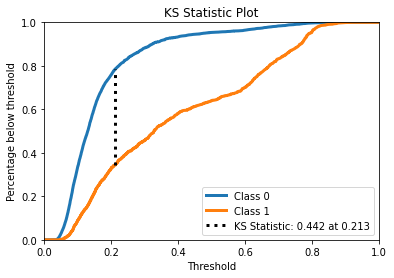 KS Statistic Plot
Percentage below threshold
1.0
0.8
0.6
0.4
0.2
0.0
0.0 0.2 0.4 0.6 0.8 1.0
Threshold
Class 0
Class 1
KS Statistic: 0.442 at 0.213